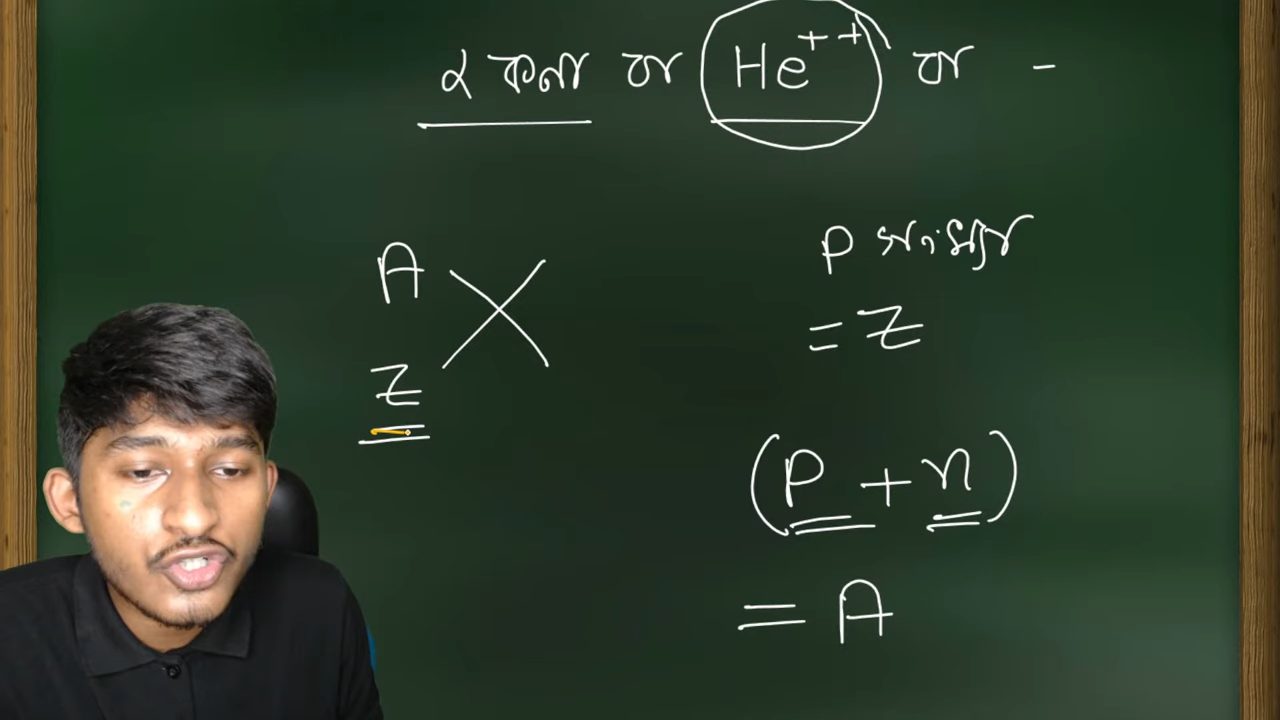 α কনা বা He++ বা -
A
Z
X
P সংখ্যা
= Z
(P + n)
= A